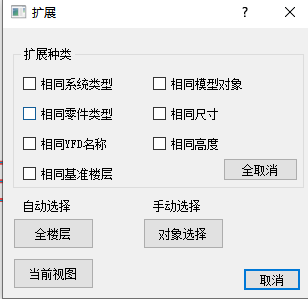 扩展
?
扩展种类
相同系统类型 相同模型对象
相同零件类型 相同尺寸
相同YFD名称 相同高度
相同基准楼层
全取消
自动选择 手动选择
全楼层 对象选择
当前视图 取消